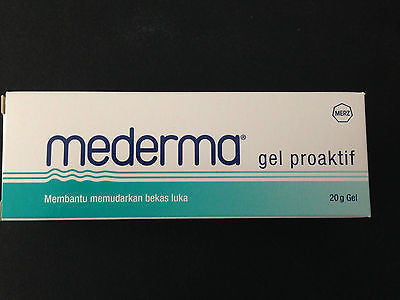 mederma® gel proaktif
MERZ
Membantu memudarkan bekas luka
20 g Gel